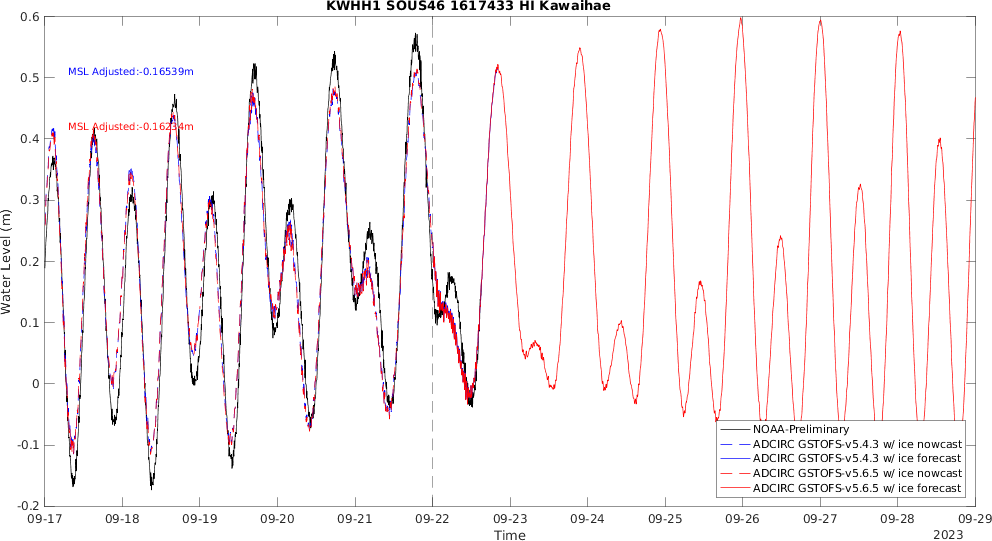 KWHH1 SOUS46 1617433 HI Kawaihae
Water Level (m)
0.6
0.5
0.4
0.3
0.2
0.1
0
-0.1
-0.2
MSL Adjusted:-0.16539m
MSL Adjusted:-0.16234m
NOAA-Preliminary
ADCIRC GSTOFS-v5.4.3 w/ ice nowcast
ADCIRC GSTOFS-v5.4.3 w/ ice forecast
ADCIRC GSTOFS-v5.6.5 w/ ice nowcast
ADCIRC GSTOFS-v5.6.5 w/ ice forecast
09-17 09-18 09-19 09-20 09-21 09-22 09-23 09-24 09-25 09-26 09-27 09-28 09-29
Time
2023